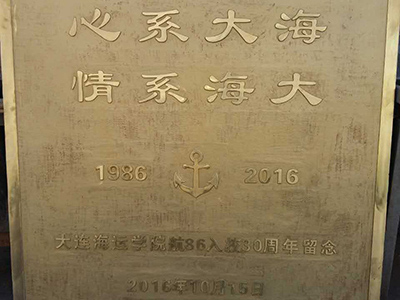 心系大海
情系海大
1986 2016
大连海运学院航86入校30周年留念
2016年10月15日